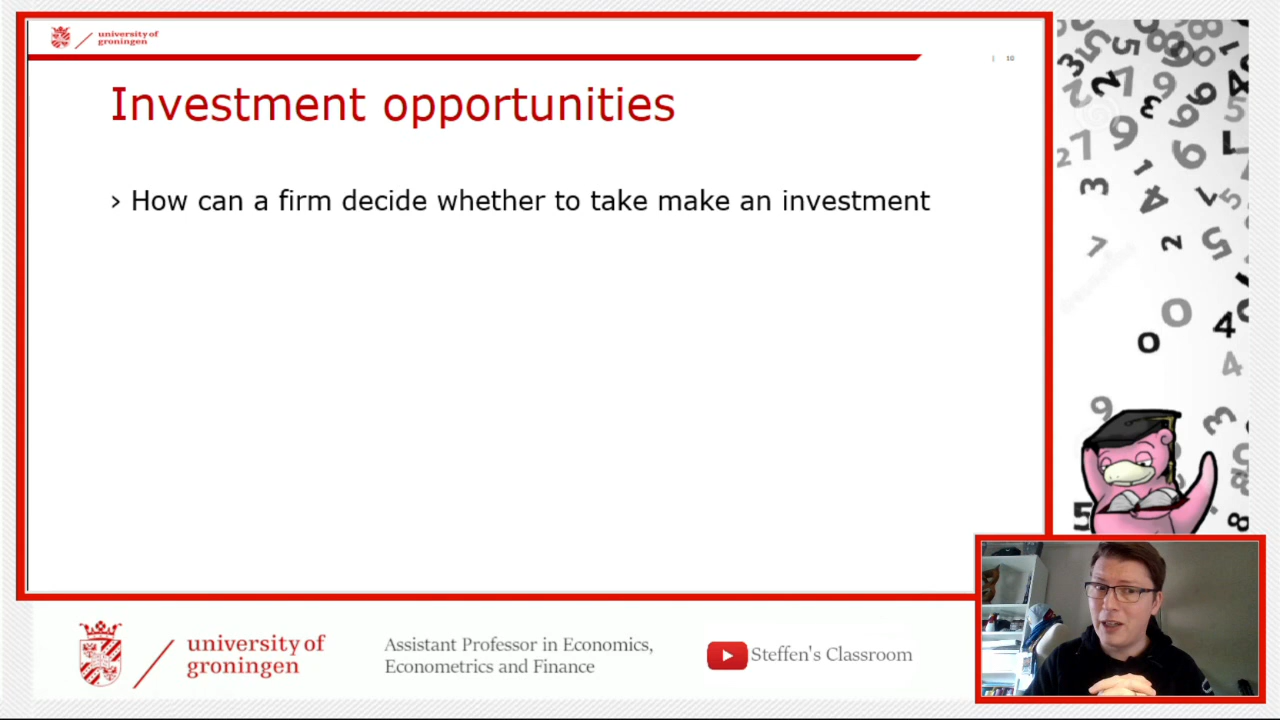 university of
groningen
| 10
Investment opportunities
› How can a firm decide whether to take make an investment
university of
groningen
Assistant Professor in Economics,
Econometrics and Finance
Steffen's Classroom